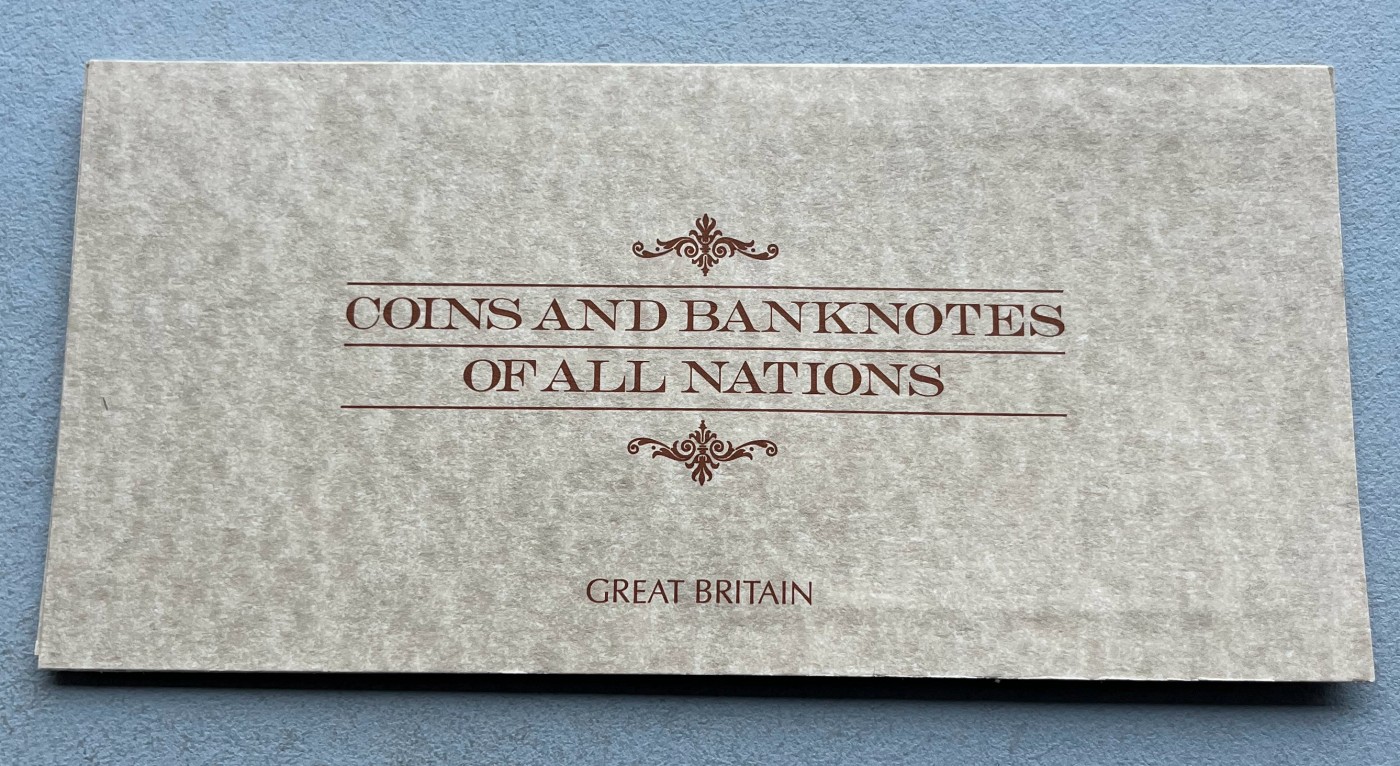 COINS AND BANKNOTES
OF ALL NATIONS
GREAT BRITAIN